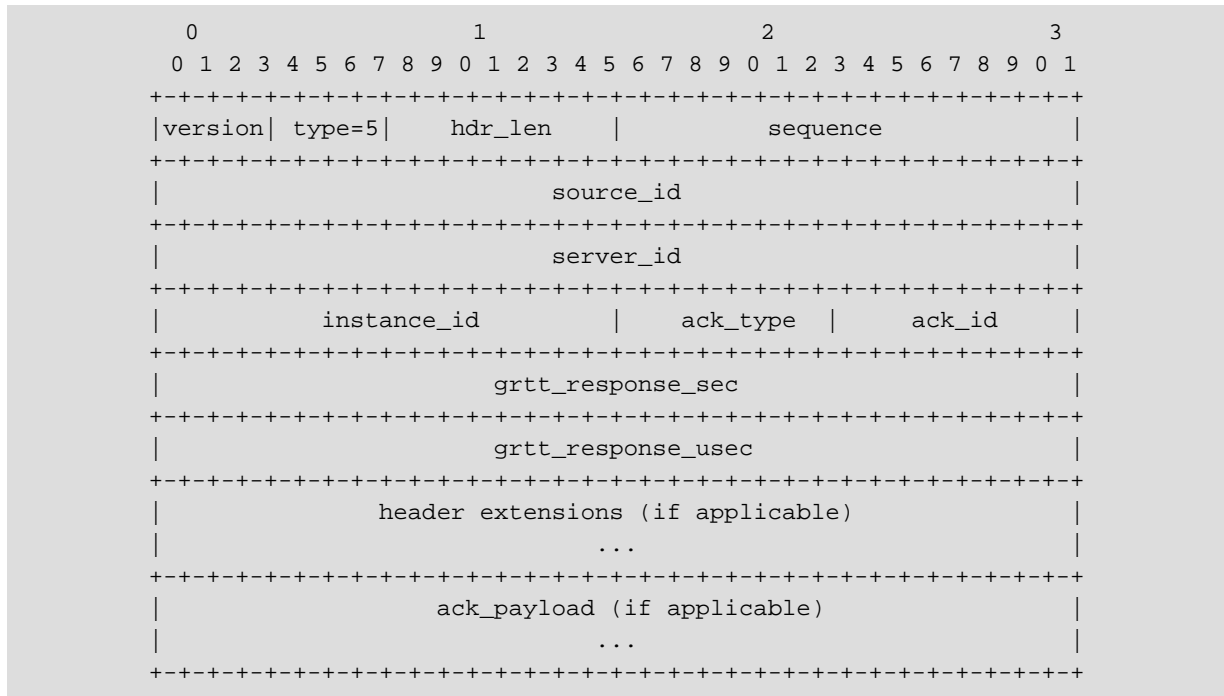 0                   1                   2                   3
 0 1 2 3 4 5 6 7 8 9 0 1 2 3 4 5 6 7 8 9 0 1 2 3 4 5 6 7 8 9 0 1
+-+-+-+-+-+-+-+-+-+-+-+-+-+-+-+-+-+-+-+-+-+-+-+-+-+-+-+-+-+-+-+-+
|version| type=5|    hdr_len    |          sequence             |
+-+-+-+-+-+-+-+-+-+-+-+-+-+-+-+-+-+-+-+-+-+-+-+-+-+-+-+-+-+-+-+-+
|                           source_id                           |
+-+-+-+-+-+-+-+-+-+-+-+-+-+-+-+-+-+-+-+-+-+-+-+-+-+-+-+-+-+-+-+-+
|                           server_id                           |
+-+-+-+-+-+-+-+-+-+-+-+-+-+-+-+-+-+-+-+-+-+-+-+-+-+-+-+-+-+-+-+-+
|           instance_id         |    ack_type   |     ack_id    |
+-+-+-+-+-+-+-+-+-+-+-+-+-+-+-+-+-+-+-+-+-+-+-+-+-+-+-+-+-+-+-+-+
|                       grtt_response_sec                       |
+-+-+-+-+-+-+-+-+-+-+-+-+-+-+-+-+-+-+-+-+-+-+-+-+-+-+-+-+-+-+-+-+
|                       grtt_response_usec                      |
+-+-+-+-+-+-+-+-+-+-+-+-+-+-+-+-+-+-+-+-+-+-+-+-+-+-+-+-+-+-+-+-+
|               header extensions (if applicable)               |
|                              ...                              |
+-+-+-+-+-+-+-+-+-+-+-+-+-+-+-+-+-+-+-+-+-+-+-+-+-+-+-+-+-+-+-+-+
|                   ack_payload (if applicable)                 |
|                              ...                              |
+-+-+-+-+-+-+-+-+-+-+-+-+-+-+-+-+-+-+-+-+-+-+-+-+-+-+-+-+-+-+-+-+